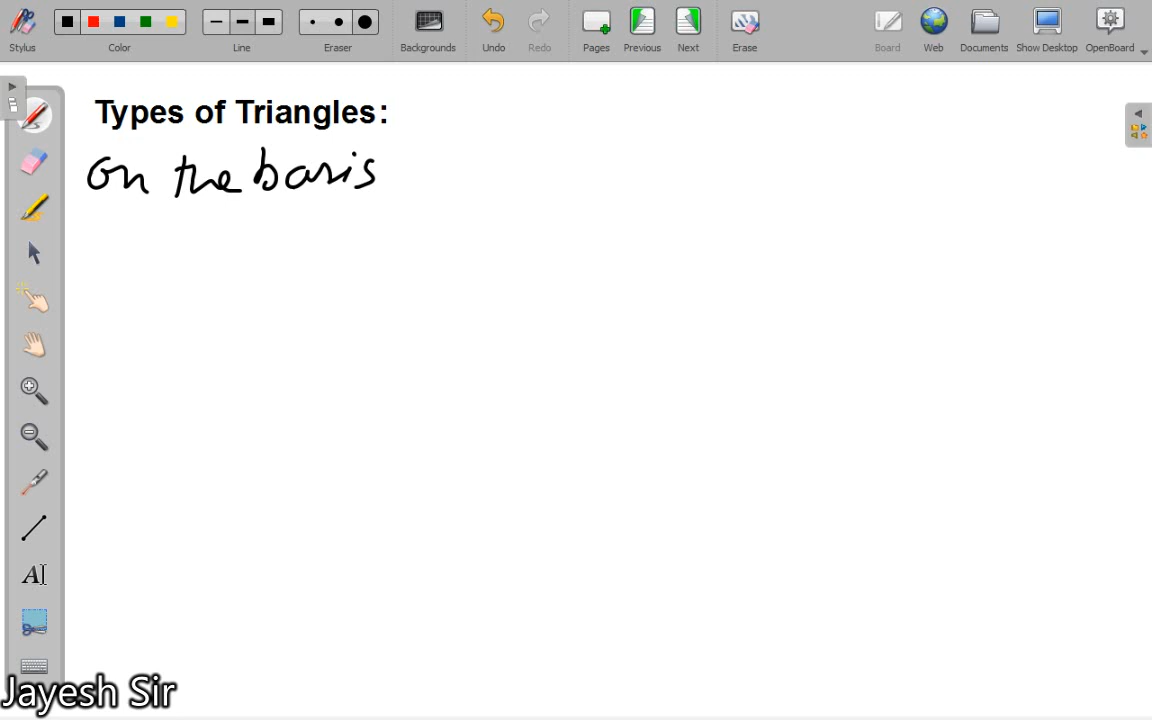 Stylus
Color
Line
Eraser
Backgrounds
Undo
Redo
Pages
Previous
Next
Erase
Board
Web
Documents
Show Desktop
OpenBoard
Types of Triangles:
on the basis
AI
Jayesh Sir